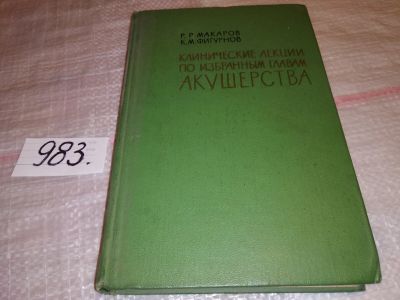 Р. Р. МАКАРОВ
К. М. ФИГУРНОВ
КЛИНИЧЕСКИЕ ЛЕКЦИИ
ПО ИЗБРАННЫМ ГЛАВАМ
АКУШЕРСТВА
983.